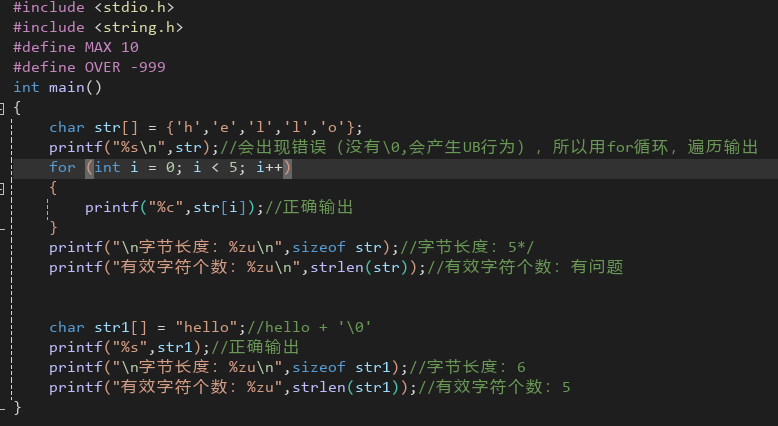 #include <stdio.h>
#include <string.h>
#define MAX 10
#define OVER -999
int main()
{
    char str[] = {'h','e','l','l','o'};
    printf("%s\n",str);//会出现错误（没有\0,会产生UB行为），所以用for循环，遍历输出
    for (int i = 0; i < 5; i++)
    {
        printf("%c",str[i]);//正确输出
    }
    printf("\n字节长度：%zu\n",sizeof str);//字节长度：5*/
    printf("有效字符个数：%zu\n",strlen(str));//有效字符个数：有问题
    char str1[] = "hello";//hello + '\0'
    printf("%s",str1);//正确输出
    printf("\n字节长度：%zu\n",sizeof str1);//字节长度：6
    printf("有效字符个数：%zu",strlen(str1));//有效字符个数：5
}